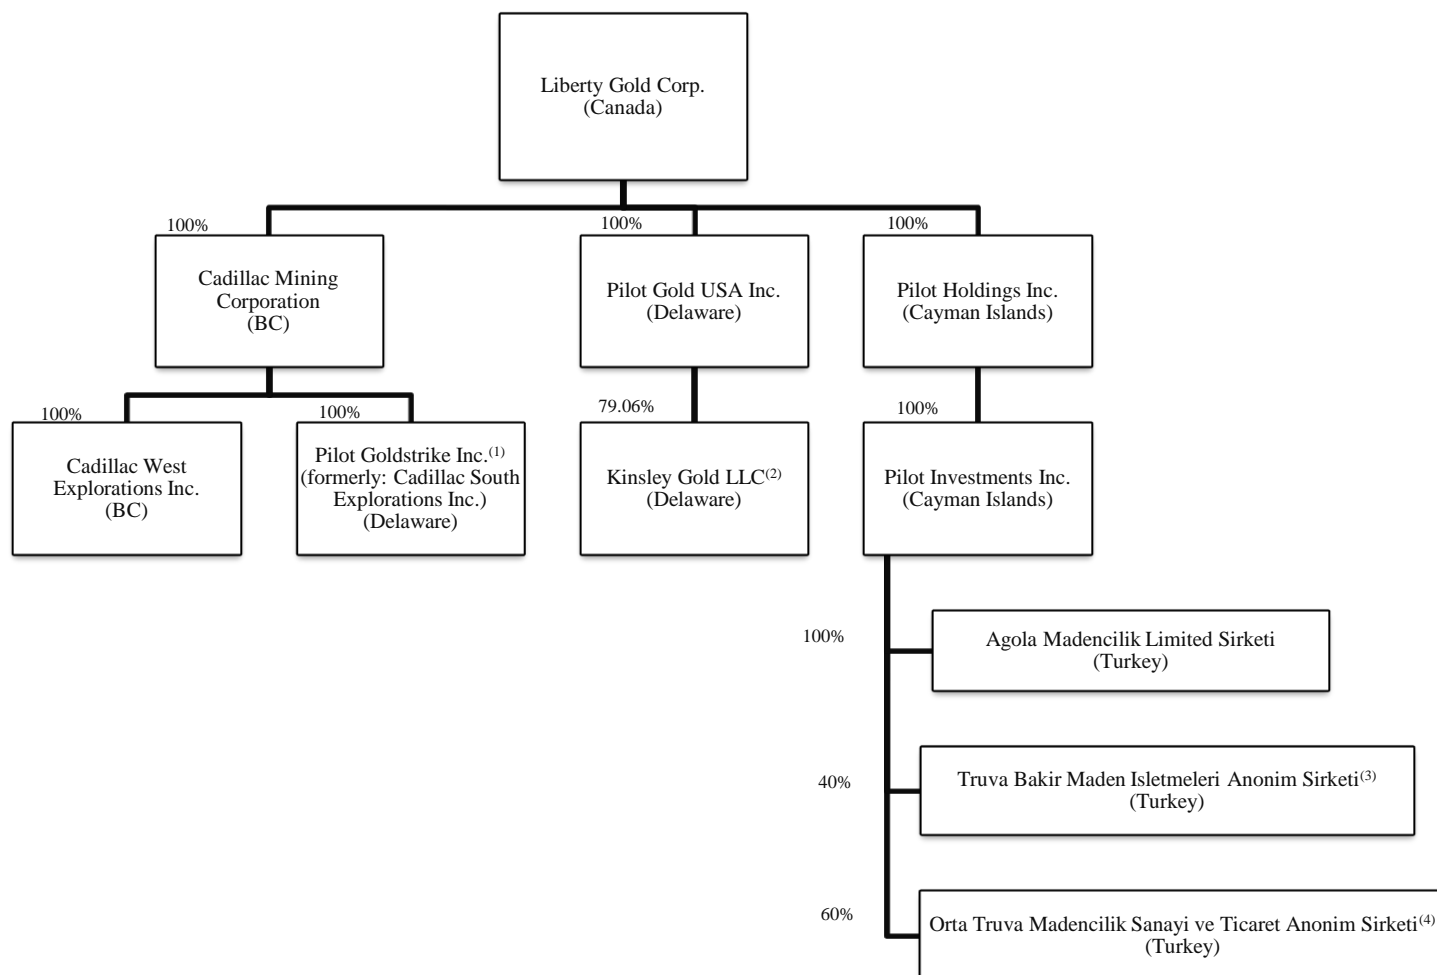 Liberty Gold Corp.
(Canada)
100%
100%
100%
Cadillac Mining
Corporation
(BC)
Pilot Gold USA Inc.
(Delaware)
Pilot Holdings Inc.
(Cayman Islands)
100%
100%
79.06%
100%
Cadillac West
Explorations Inc.
(BC)
Pilot Goldstrike Inc.(1)
(formerly: Cadillac South
Explorations Inc.)
(Delaware)
Kinsley Gold LLC(2)
(Delaware)
Pilot Investments Inc.
(Cayman Islands)
100%
Agola Madencilik Limited Sirketi
(Turkey)
40%
Truva Bakir Maden Isletmeleri Anonim Sirketi(3)
(Turkey)
60%
Orta Truva Madencilik Sanayi ve Ticaret Anonim Sirketi(4)
(Turkey)